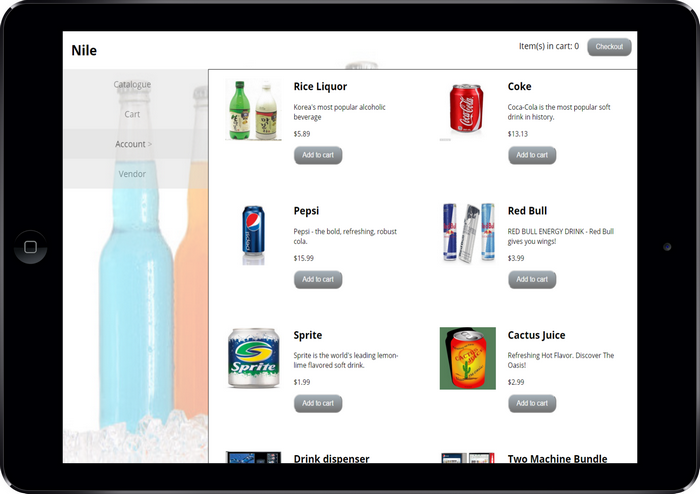 Nile
Item(s) in cart: 0
Checkout
Catalogue
Cart
Account >
Vendor
Rice Liquor
Korea's most popular alcoholic
beverage
$5.89
Add to cart
Coca-Cola
Coke
Coca-Cola is the most popular soft
drink in history.
$13.13
Add to cart
pepsi
Pepsi
Pepsi - the bold, refreshing, robust
cola.
$15.99
Add to cart
Red Bull
RED BULL ENERGY DRINK - Red Bull
gives you wings!
$3.99
Add to cart
Sprite
Sprite
Sprite is the world's leading lemon-
lime flavored soft drink.
$1.99
Add to cart
CACTUS
Cactus Juice
Refreshing Hot Flavor. Discover The
Oasis!
$2.99
Add to cart
Drink dispenser
Two Machine Bundle